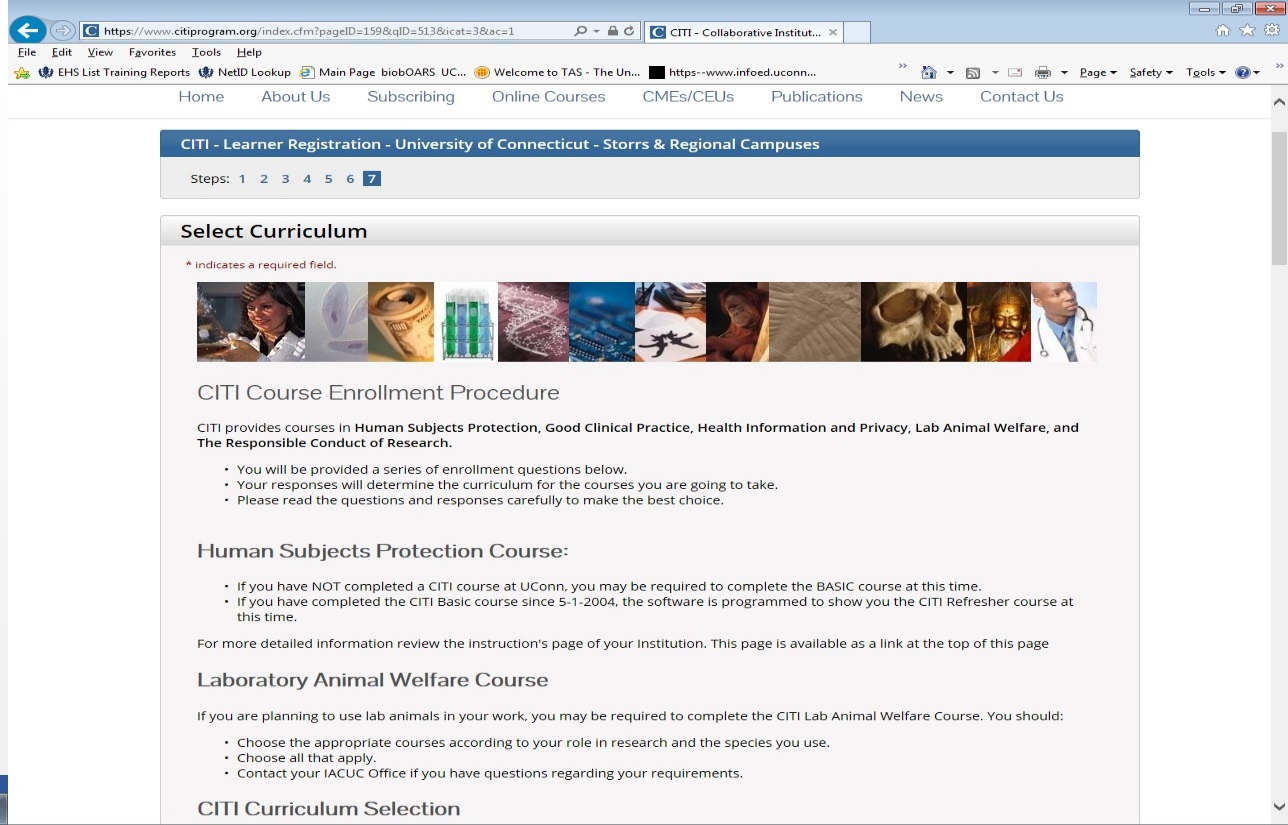 https://www.citiprogram.org/index.cfm?pageID=159&qID=513&icat=3&ac=1
CITI - Collaborative Institut...
File Edit View Favorites Tools Help
EHS List Training Reports NetID Lookup Main Page biobOARS UC... Welcome to TAS - The Un... https--www.infoed.uconn... Page Safety Tools
Home About Us Subscribing Online Courses CMEs/CEUs Publications News Contact Us
CITI - Learner Registration - University of Connecticut - Storrs & Regional Campuses
Steps: 1 2 3 4 5 6 7
Select Curriculum
* indicates a required field.
CITI Course Enrollment Procedure
CITI provides courses in Human Subjects Protection, Good Clinical Practice, Health Information and Privacy, Lab Animal Welfare, and
The Responsible Conduct of Research.
• You will be provided a series of enrollment questions below.
• Your responses will determine the curriculum for the courses you are going to take.
• Please read the questions and responses carefully to make the best choice.
Human Subjects Protection Course:
• If you have NOT completed a CITI course at UConn, you may be required to complete the BASIC course at this time.
• If you have completed the CITI Basic course since 5-1-2004, the software is programmed to show you the CITI Refresher course at
this time.
For more detailed information review the instruction's page of your Institution. This page is available as a link at the top of this page
Laboratory Animal Welfare Course
If you are planning to use lab animals in your work, you may be required to complete the CITI Lab Animal Welfare Course. You should:
• Choose the appropriate courses according to your role in research and the species you use.
• Choose all that apply.
• Contact your IACUC Office if you have questions regarding your requirements.
CITI Curriculum Selection